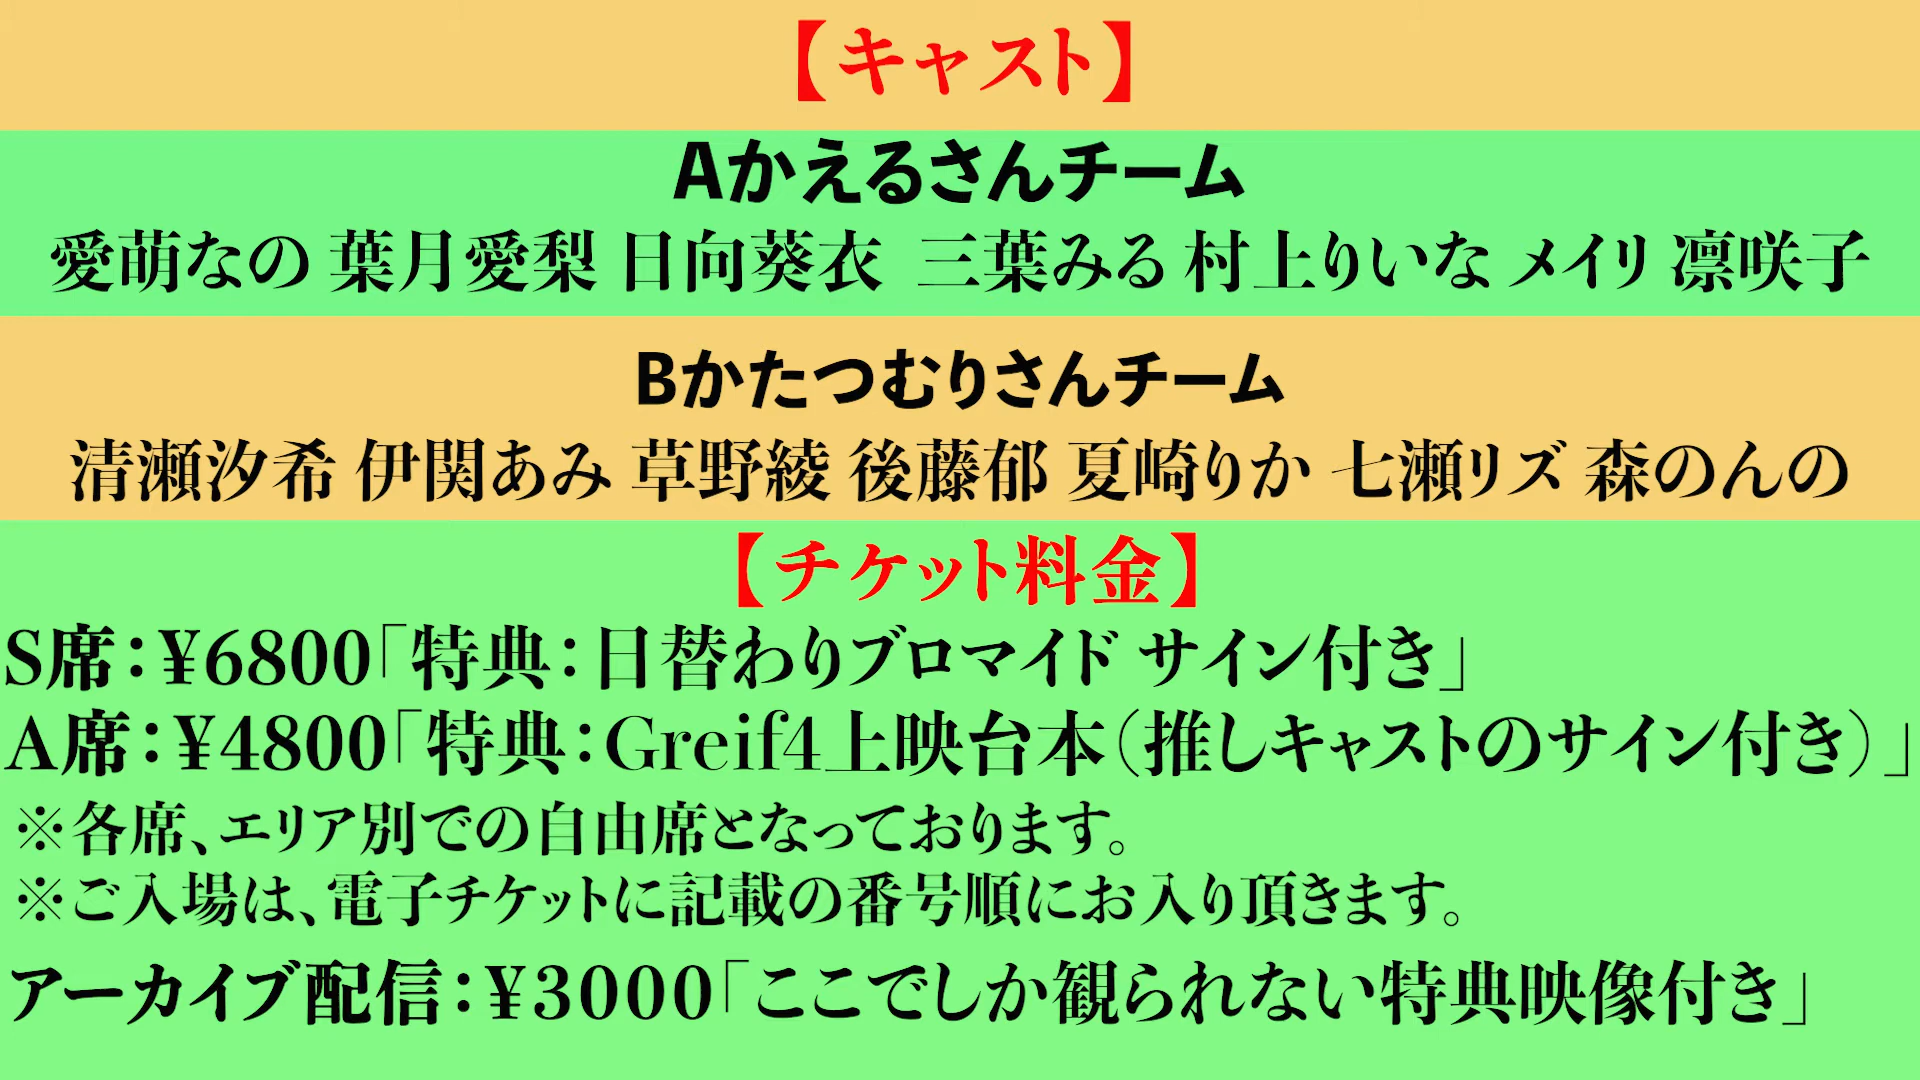 【キャスト】
Aかえるさんチーム
愛萌なの 葉月愛梨 日向葵衣 三葉みる 村上りいな メイリ 凛咲子
Bかたつむりさんチーム
清瀬汐希 伊関あみ 草野綾 後藤郁 夏崎りか 七瀬リズ 森のんの
【チケット料金】
S席：¥6800「特典：日替わりブロマイド サイン付き」
A席：¥4800「特典：Greif4上映台本（推しキャストのサイン付き）」
※各席、エリア別での自由席となっております。
※ご入場は、電子チケットに記載の番号順にお入り頂きます。
アーカイブ配信：¥3000「ここでしか観られない特典映像付き」